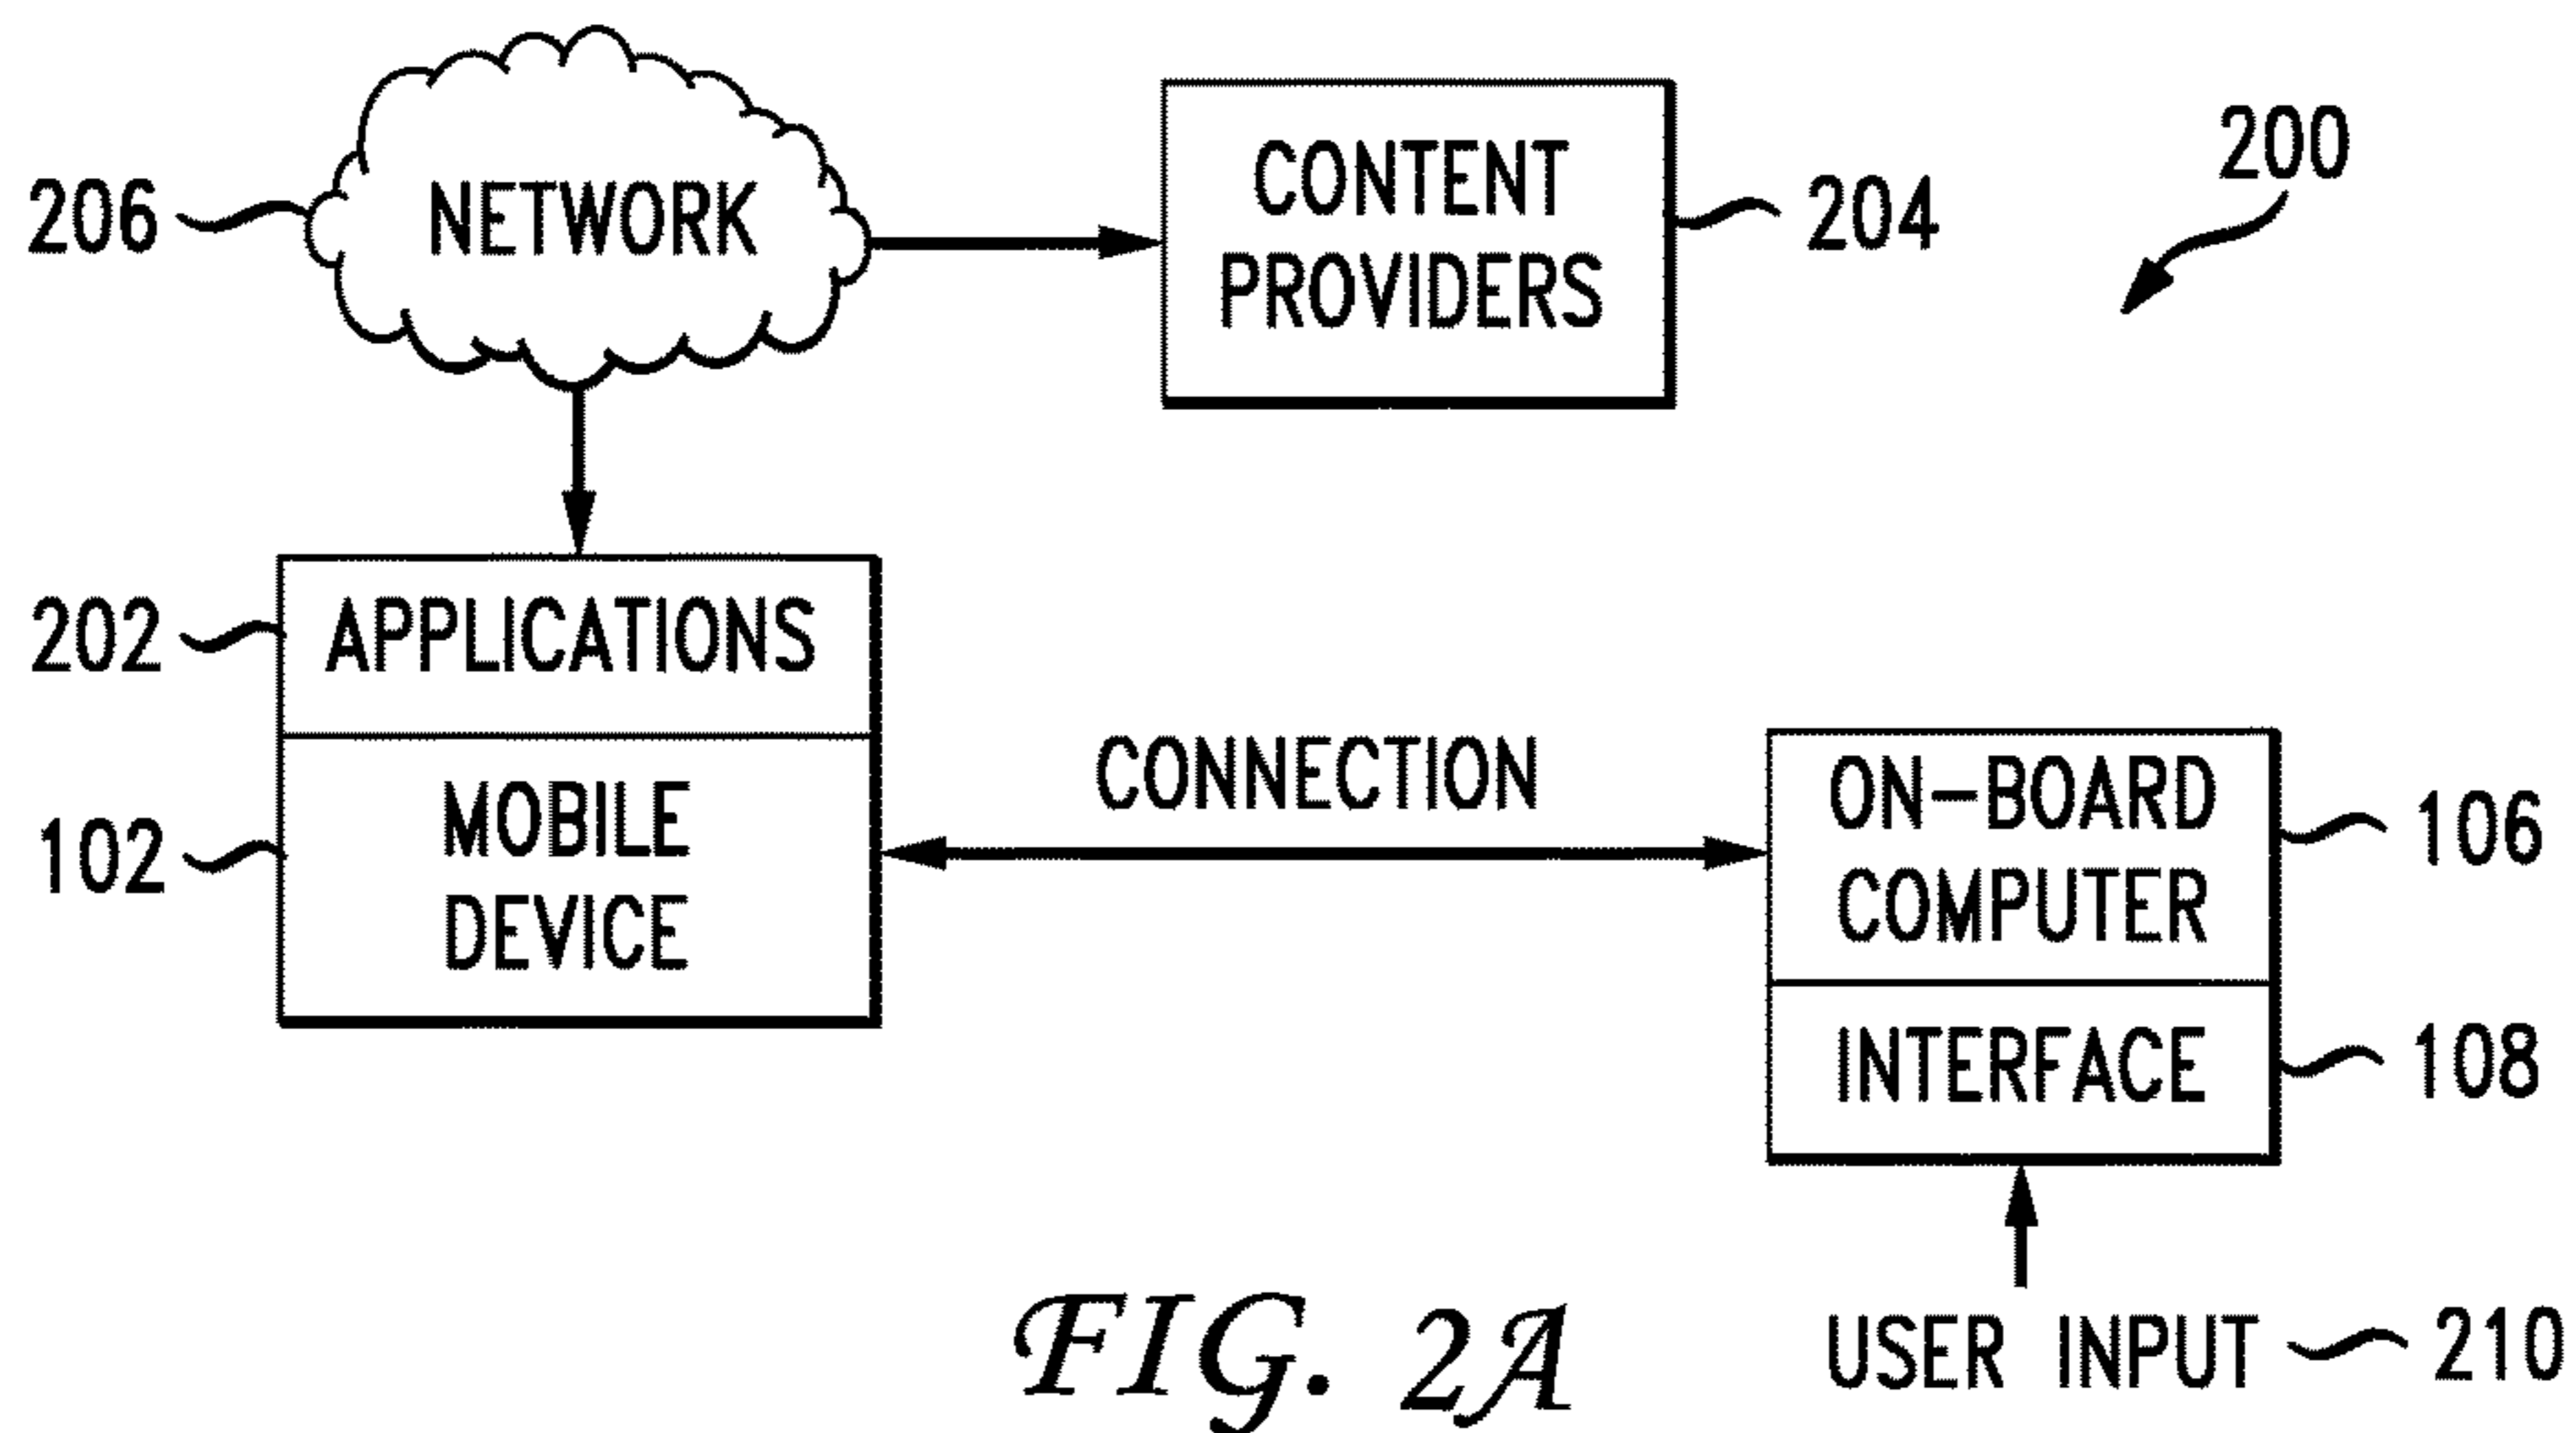 206
NETWORK
CONTENT
PROVIDERS
204
200
202
APPLICATIONS
102
MOBILE
DEVICE
CONNECTION
ON-BOARD
COMPUTER
106
INTERFACE
108
USER INPUT
210
FIG. 2A